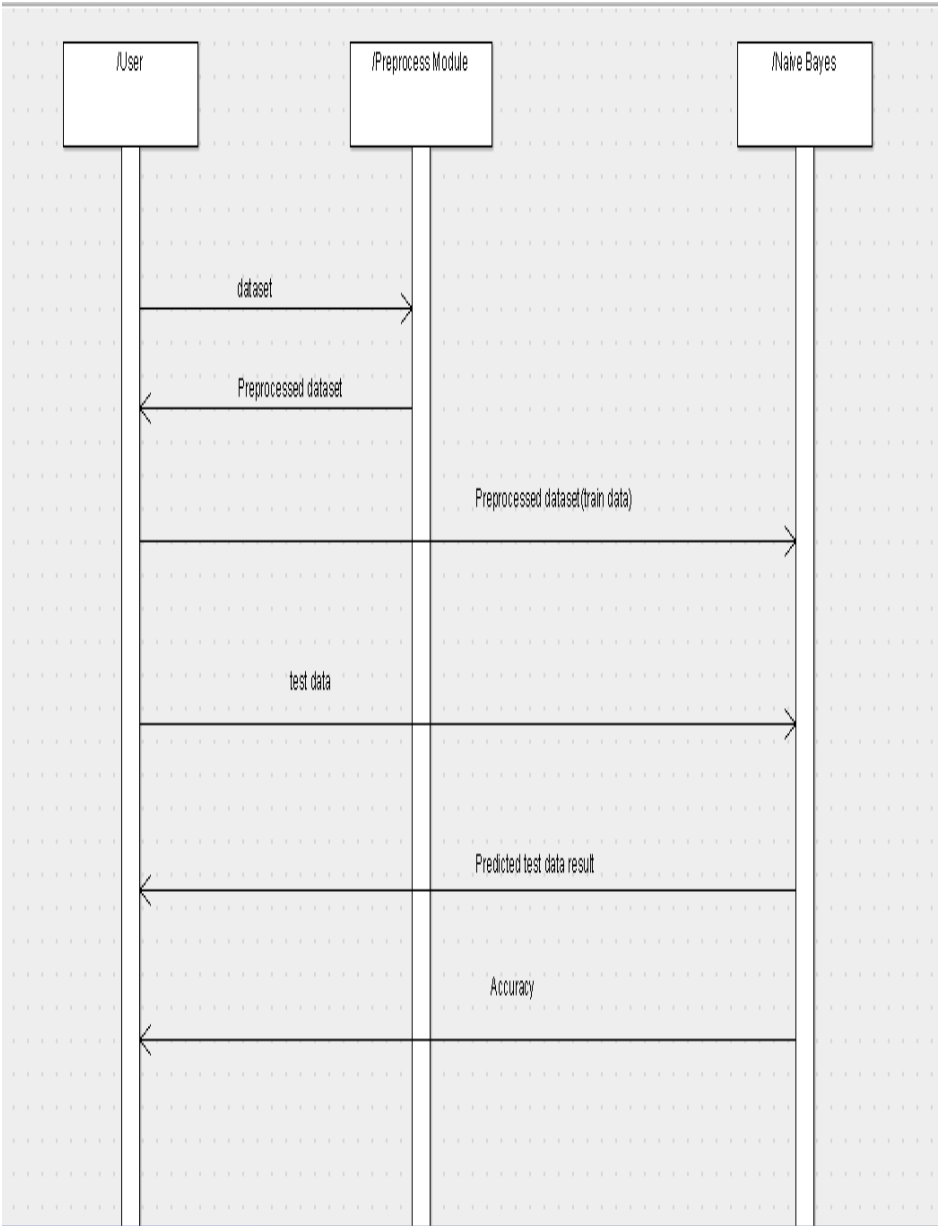 /User
/Preprocess Module
/Naive Bayes
dataset
Preprocessed dataset
Preprocessed dataset(train data)
test data
Predicted test data result
Accuracy